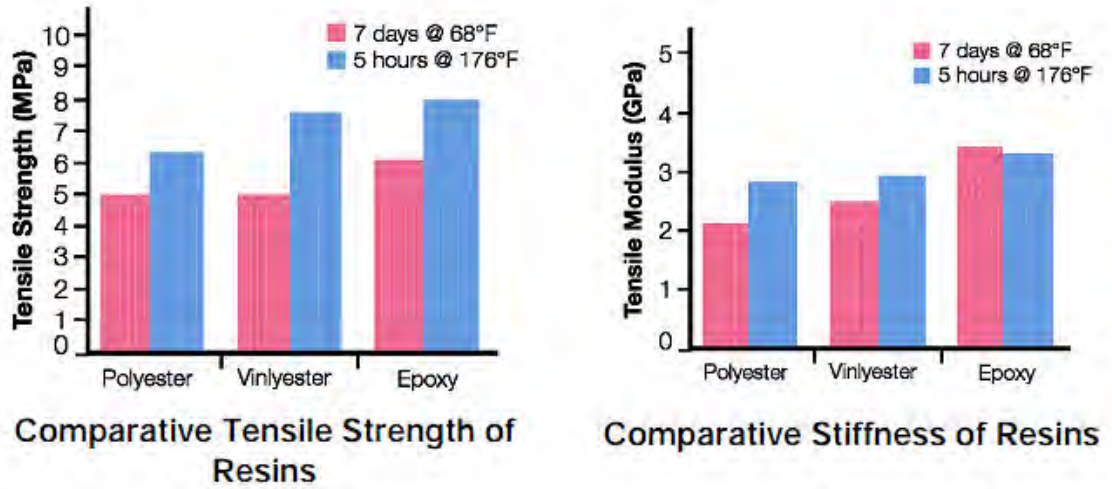 Tensile Strength (MPa)
10
9
8
7
6
5
4
3
2
1
0
7 days @ 68°F
5 hours @ 176°F
Polyester
Vinlyester
Epoxy
Comparative Tensile Strength of
Resins
Tensile Modulus (GPa)
5
4
3
2
1
0
7 days @ 68°F
5 hours @ 176°F
Polyester
Vinlyester
Epoxy
Comparative Stiffness of Resins